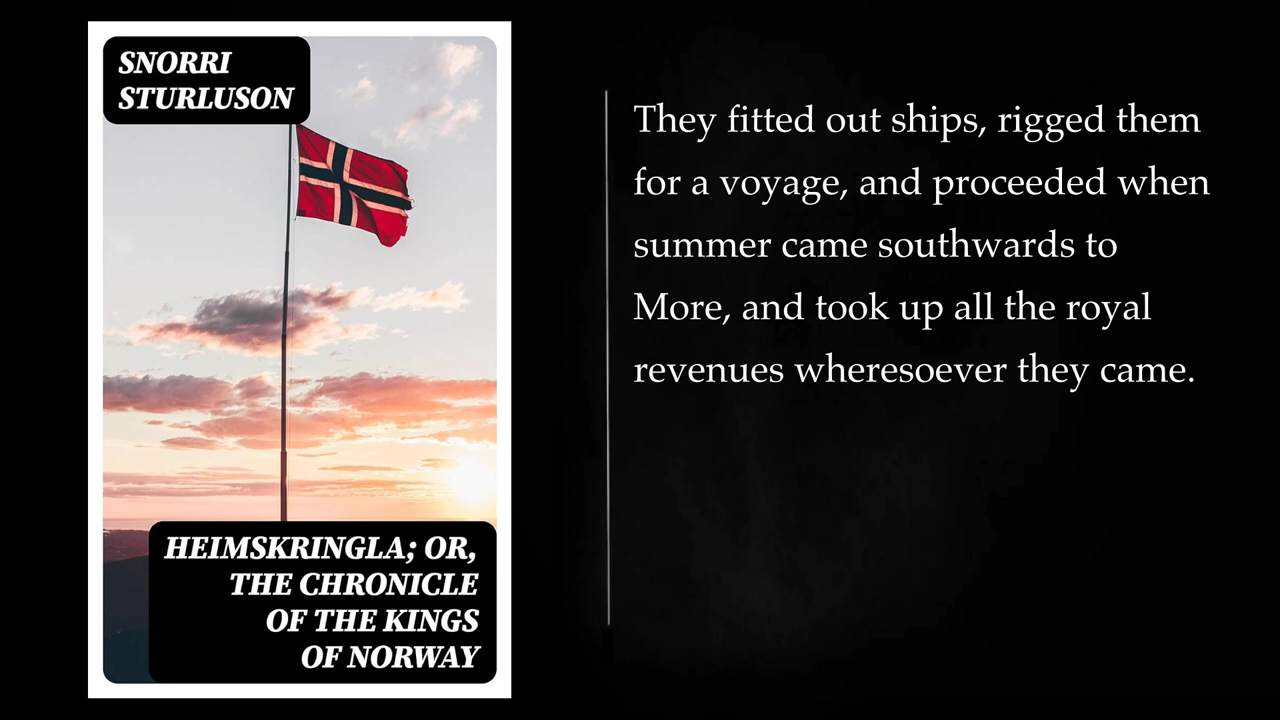 SNORRI
STURLUSON
HEIMSKRINGLA; OR,
THE CHRONICLE
OF THE KINGS
OF NORWAY
They fitted out ships, rigged them
for a voyage, and proceeded when
summer came southwards to
More, and took up all the royal
revenues wheresoever they came.